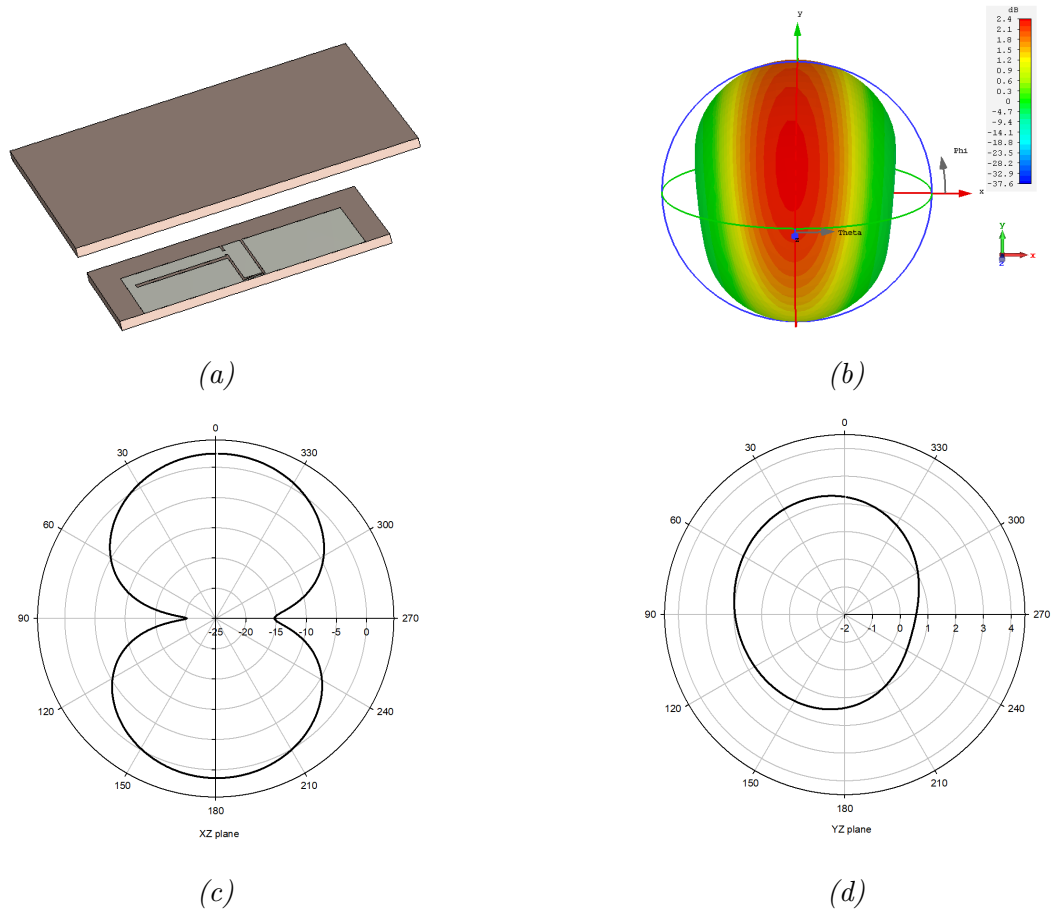 dB
2.4
2.1
1.8
1.5
1.2
0.9
0.6
0.3
0
-4.7
-9.4
-14.1
-18.8
-23.5
-28.2
-32.9
-37.6
y
Phi
x
Theta
y
x
z
(a)
(b)
0
30 330
60 300
90 270
-25 -20 -15 -10 -5 0
120 240
150 210
180
XZ plane
0
30 330
60 300
90 270
-2 -1 0 1 2 3 4
120 240
150 210
180
YZ plane
(c)
(d)